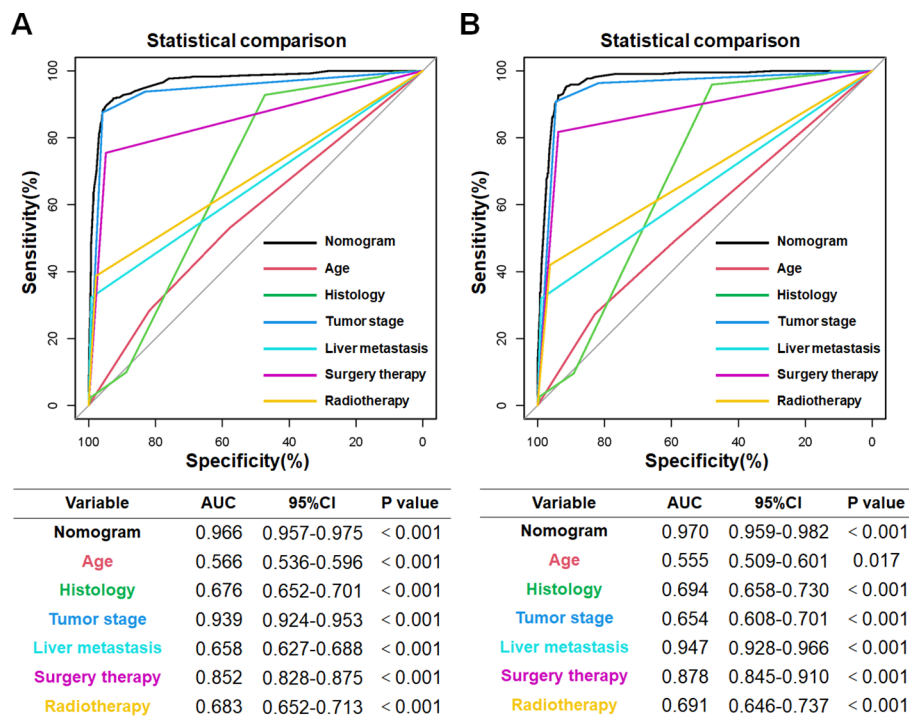 A
Statistical comparison
Sensitivity(%)
100
80
60
40
20
0
Nomogram
Age
Histology
Tumor stage
Liver metastasis
Surgery therapy
Radiotherapy
100 80 60 40 20 0
Specificity(%)
Variable AUC 95%CI P value
Nomogram 0.966 0.957-0.975 < 0.001
Age 0.566 0.536-0.596 < 0.001
Histology 0.676 0.652-0.701 < 0.001
Tumor stage 0.939 0.924-0.953 < 0.001
Liver metastasis 0.658 0.627-0.688 < 0.001
Surgery therapy 0.852 0.828-0.875 < 0.001
Radiotherapy 0.683 0.652-0.713 < 0.001
B
Statistical comparison
Sensitivity(%)
100
80
60
40
20
0
Nomogram
Age
Histology
Tumor stage
Liver metastasis
Surgery therapy
Radiotherapy
100 80 60 40 20 0
Specificity(%)
Variable AUC 95%CI P value
Nomogram 0.970 0.959-0.982 < 0.001
Age 0.555 0.509-0.601 0.017
Histology 0.694 0.658-0.730 < 0.001
Tumor stage 0.654 0.608-0.701 < 0.001
Liver metastasis 0.947 0.928-0.966 < 0.001
Surgery therapy 0.878 0.845-0.910 < 0.001
Radiotherapy 0.691 0.646-0.737 < 0.001